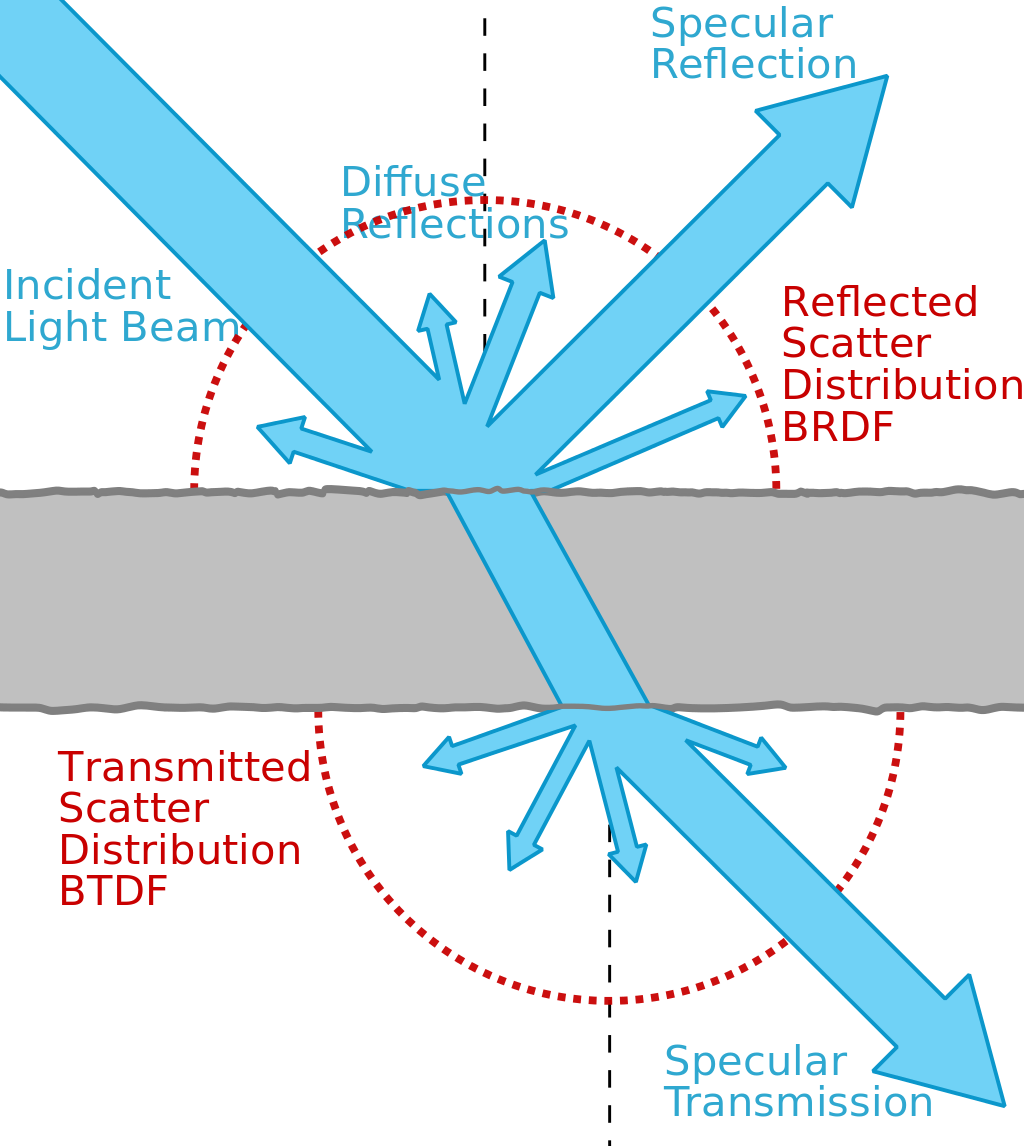 Specular
Reflection
Diffuse
Reflections
Incident
Light Beam
Reflected
Scatter
Distribution
BRDF
Transmitted
Scatter
Distribution
BTDF
Specular
Transmission